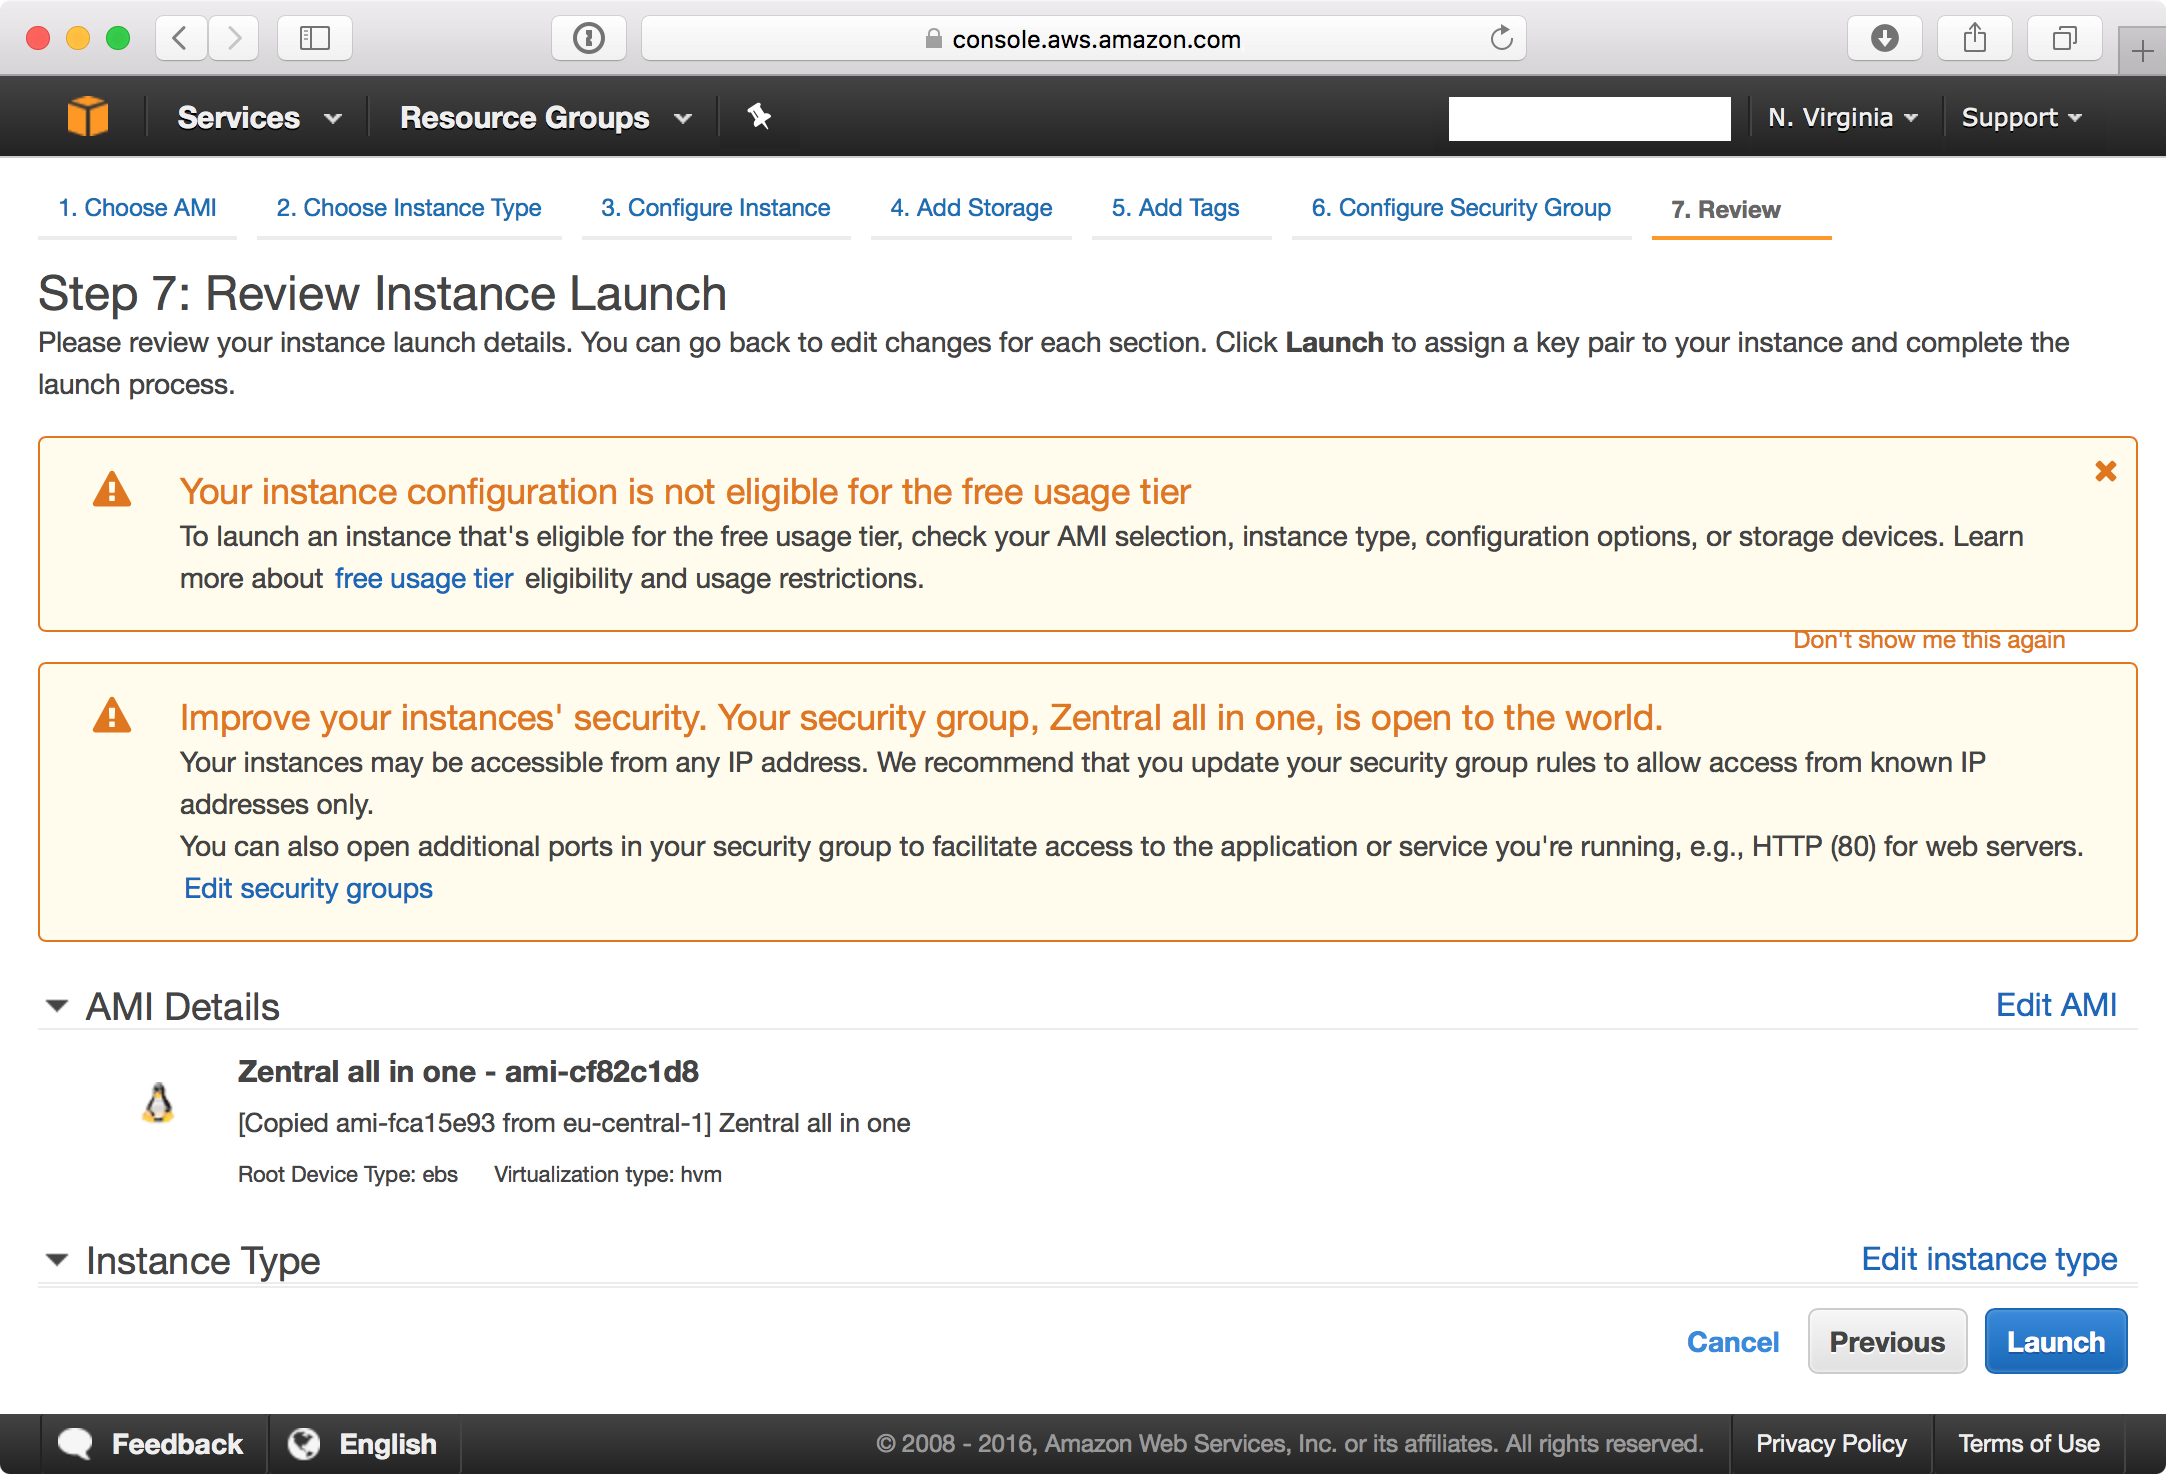 console.aws.amazon.com
Services
Resource Groups
N. Virginia
Support
1. Choose AMI
2. Choose Instance Type
3. Configure Instance
4. Add Storage
5. Add Tags
6. Configure Security Group
7. Review
Step 7: Review Instance Launch
Please review your instance launch details. You can go back to edit changes for each section. Click Launch to assign a key pair to your instance and complete the
launch process.
Your instance configuration is not eligible for the free usage tier
To launch an instance that's eligible for the free usage tier, check your AMI selection, instance type, configuration options, or storage devices. Learn
more about free usage tier eligibility and usage restrictions.
Don't show me this again
Improve your instances' security. Your security group, Zentral all in one, is open to the world.
Your instances may be accessible from any IP address. We recommend that you update your security group rules to allow access from known IP
addresses only.
You can also open additional ports in your security group to facilitate access to the application or service you're running, e.g., HTTP (80) for web servers.
Edit security groups
AMI Details
Edit AMI
Zentral all in one - ami-cf82c1d8
[Copied ami-fca15e93 from eu-central-1] Zentral all in one
Root Device Type: ebs Virtualization type: hvm
Instance Type
Edit instance type
Cancel
Previous
Launch
Feedback
English
© 2008 - 2016, Amazon Web Services, Inc. or its affiliates. All rights reserved.
Privacy Policy
Terms of Use